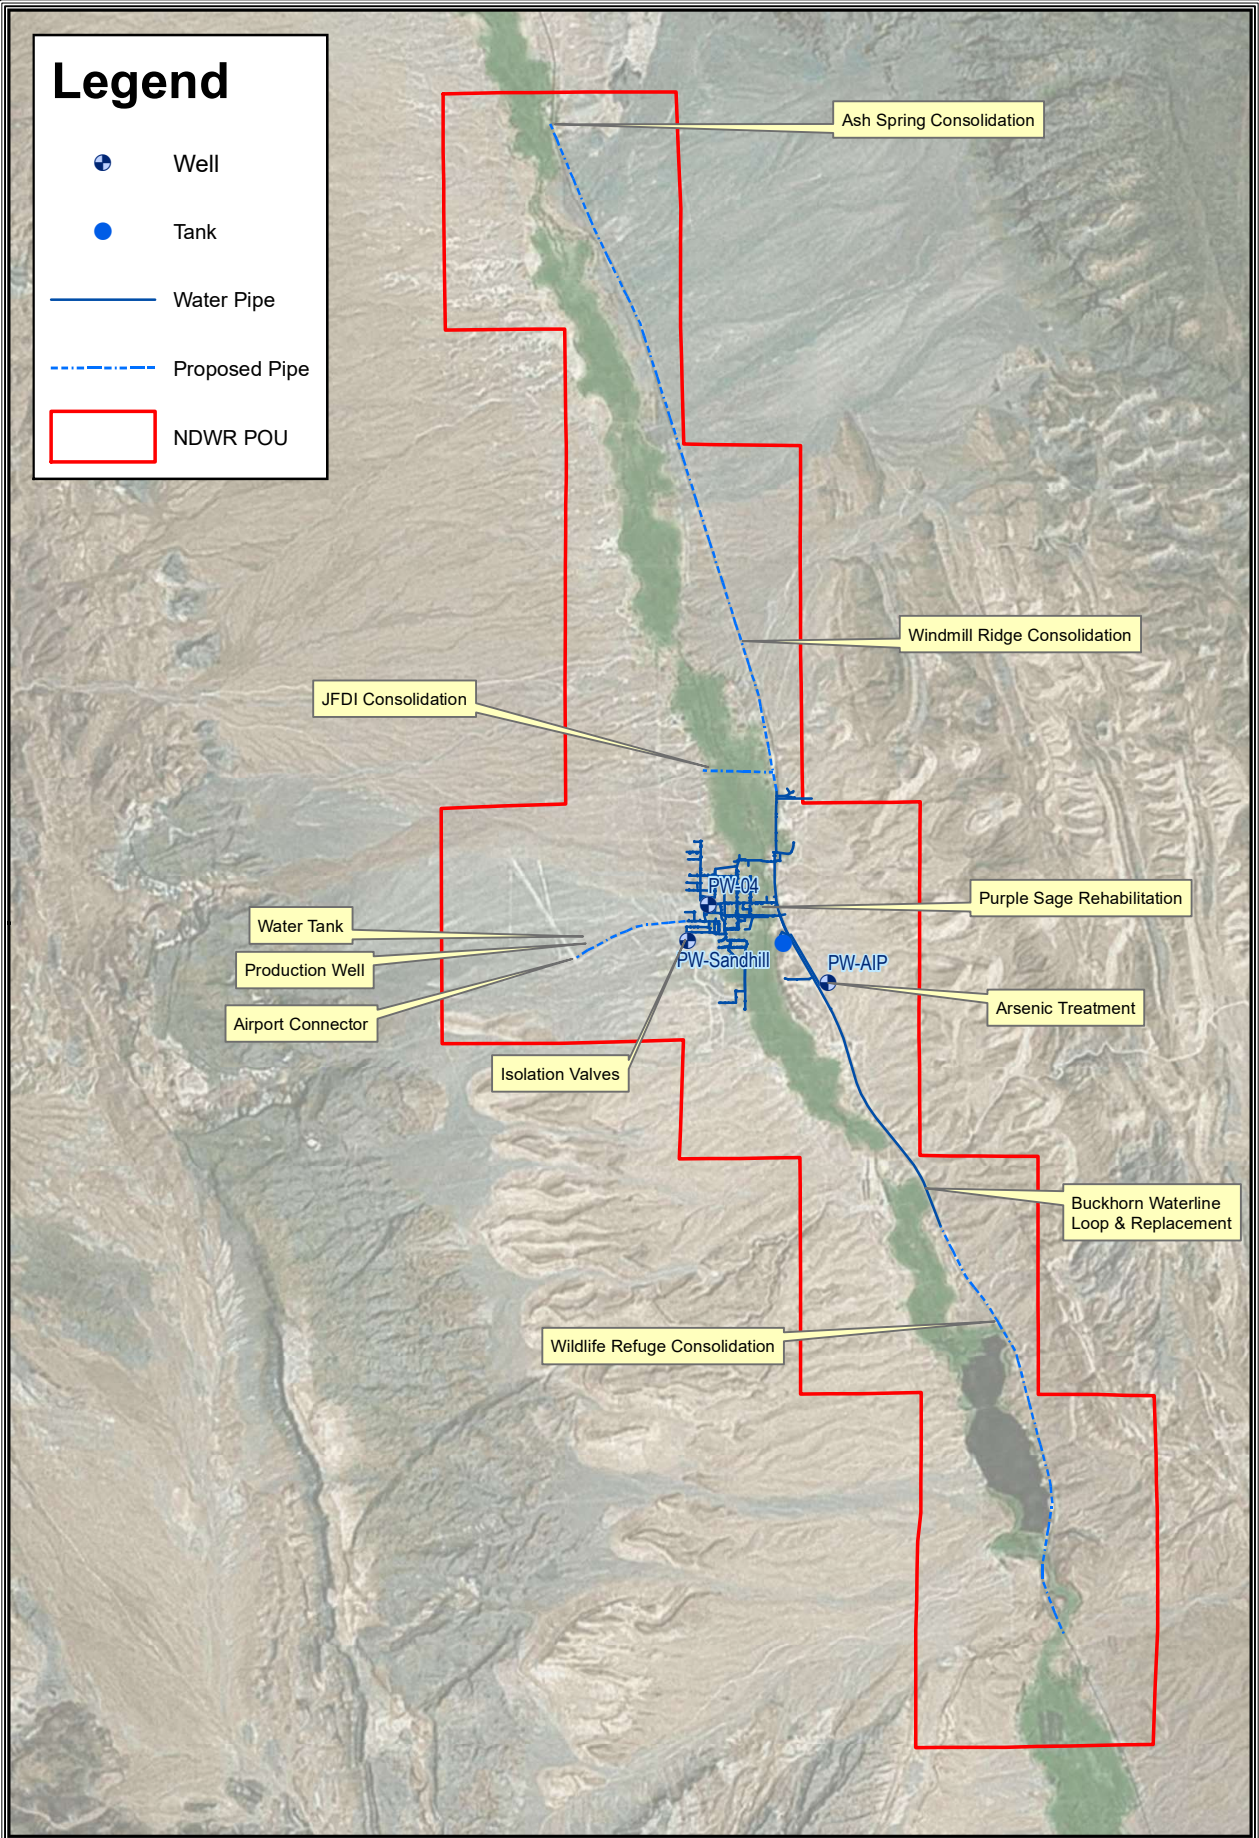 Legend
Well
Tank
Water Pipe
Proposed Pipe
NDWR POU
Ash Spring Consolidation
Windmill Ridge Consolidation
JFDI Consolidation
PW-04
Purple Sage Rehabilitation
Water Tank
Production Well
PW-Sandhill
PW-AIP
Airport Connector
Arsenic Treatment
Isolation Valves
Buckhorn Waterline
Loop & Replacement
Wildlife Refuge Consolidation